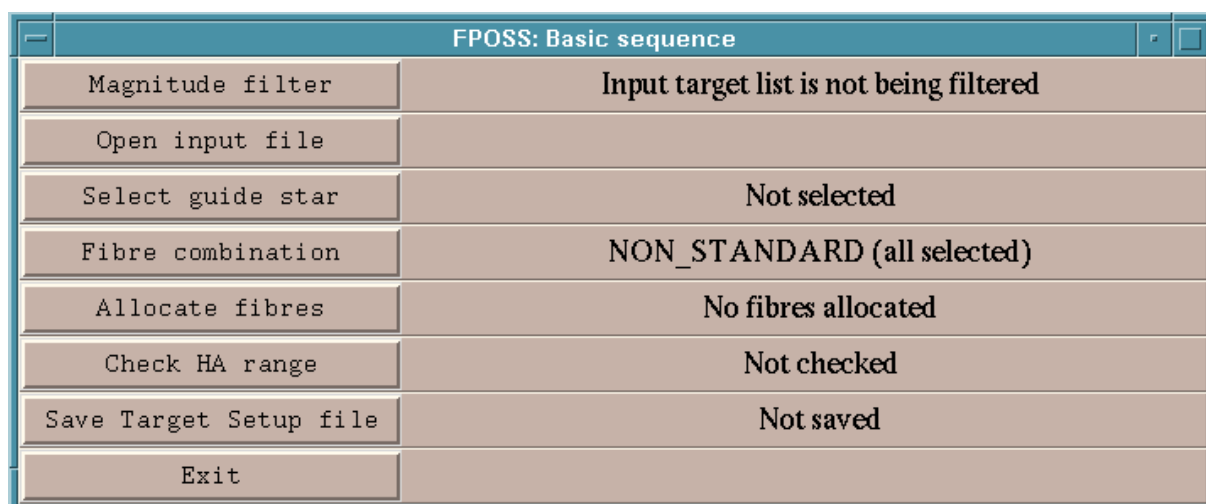 FPOSS: Basic sequence
Magnitude filter Input target list is not being filtered
Open input file
Select guide star Not selected
Fibre combination NON_STANDARD (all selected)
Allocate fibres No fibres allocated
Check HA range Not checked
Save Target Setup file Not saved
Exit